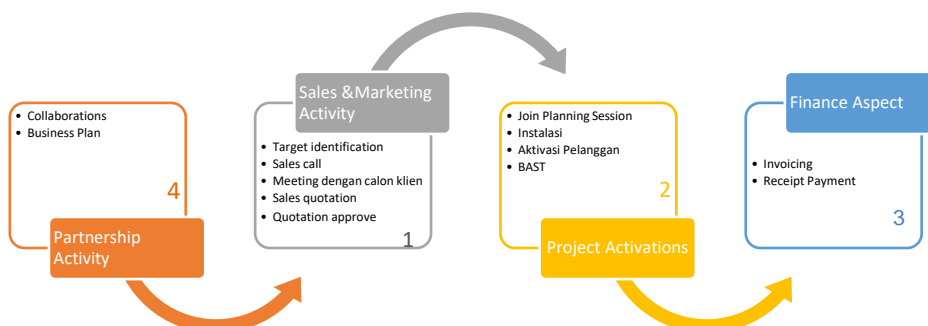 • Collaborations
• Business Plan
4
Partnership
Activity
Sales &Marketing
Activity
• Target identification
• Sales call
• Meeting dengan calon klien
• Sales quotation
• Quotation approve
1
• Join Planning Session
• Instalasi
• Aktivasi Pelanggan
• BAST
2
Project Activations
Finance Aspect
• Invoicing
• Receipt Payment
3